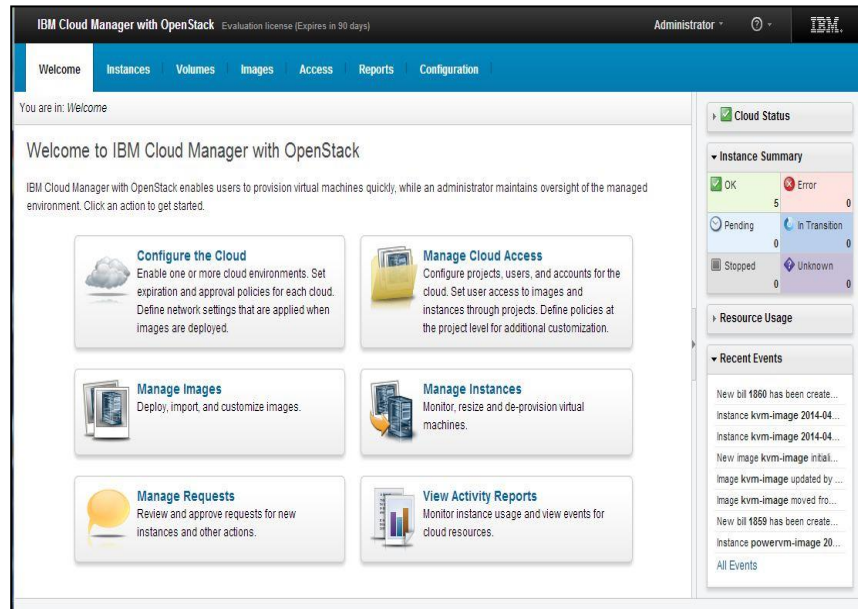 IBM Cloud Manager with OpenStack Evaluation license (Expires in 90 days)
Administrator
IBM.
Welcome
Instances
Volumes
Images
Access
Reports
Configuration
You are in: Welcome
Welcome to IBM Cloud Manager with OpenStack
IBM Cloud Manager with OpenStack enables users to provision virtual machines quickly, while an administrator maintains oversight of the managed
environment. Click an action to get started.
Configure the Cloud
Enable one or more cloud environments. Set
expiration and approval policies for each cloud.
Define network settings that are applied when
images are deployed.
Manage Cloud Access
Configure projects, users, and accounts for the
cloud. Set user access to images and
instances through projects. Define policies at
the project level for additional customization.
Manage Images
Deploy, import, and customize images.
Manage Instances
Monitor, resize and de-provision virtual
machines.
Manage Requests
Review and approve requests for new
instances and other actions.
View Activity Reports
Monitor instance usage and view events for
cloud resources.
Cloud Status
Instance Summary
OK
5
Error
0
Pending
0
In Transition
0
Stopped
0
Unknown
0
Resource Usage
Recent Events
New bill 1860 has been create...
Instance kvm-image 2014-04...
Instance kvm-image 2014-04...
New image kvm-image initiali...
Image kvm-image updated by ...
Image kvm-image moved fro...
New bill 1859 has been create...
Instance powervm-image 20...
All Events